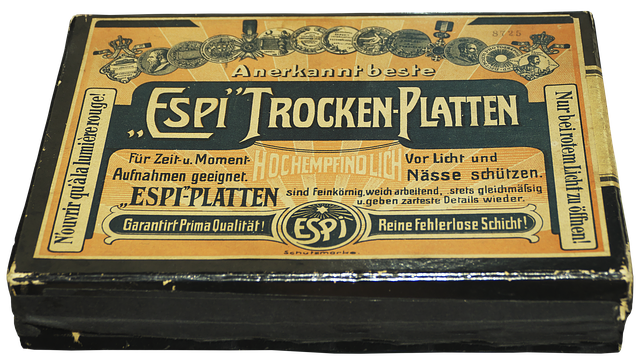 8725
Anerkannt beste
„ESPI" TROCKEN-PLATTEN
Für Zeit- u. Moment-
Aufnahmen geeignet.
HOCHEMPFINDLICH
Vor Licht und
Nässe schützen.
„ESPI"-PLATTEN
sind feinkörnig, weich arbeitend, stets gleichmäßig
u. geben zarteste Details wieder.
Garantirt Prima Qualität!
ESPI
Reine Fehlerlose Schicht!
Schutzmarke.
Nouvrir qu'à la lumière rouge!
Nur bei rotem Licht zu öffnen!